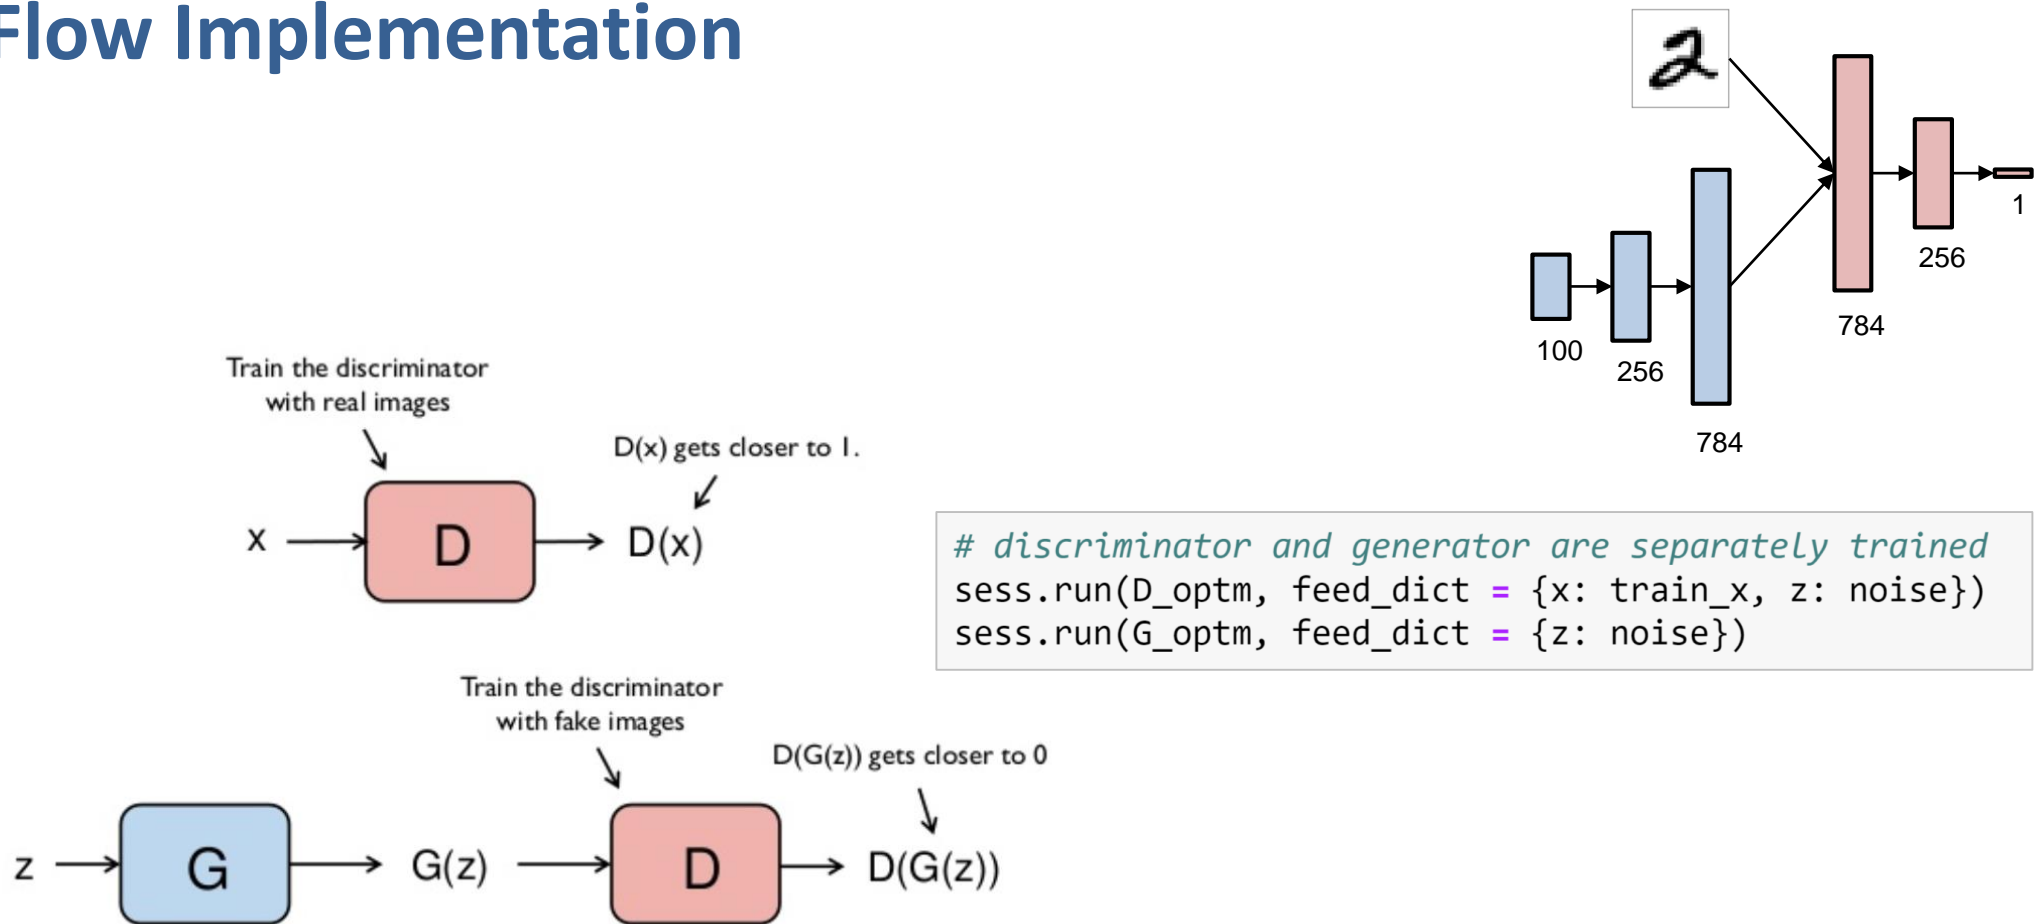 Flow Implementation
1
256
784
100
256
784
Train the discriminator
with real images
D(x) gets closer to 1.
x
D
D(x)
# discriminator and generator are separately trained
sess.run(D_optm, feed_dict = {x: train_x, z: noise})
sess.run(G_optm, feed_dict = {z: noise})
Train the discriminator
with fake images
D(G(z)) gets closer to 0
z
G
G(z)
D
D(G(z))